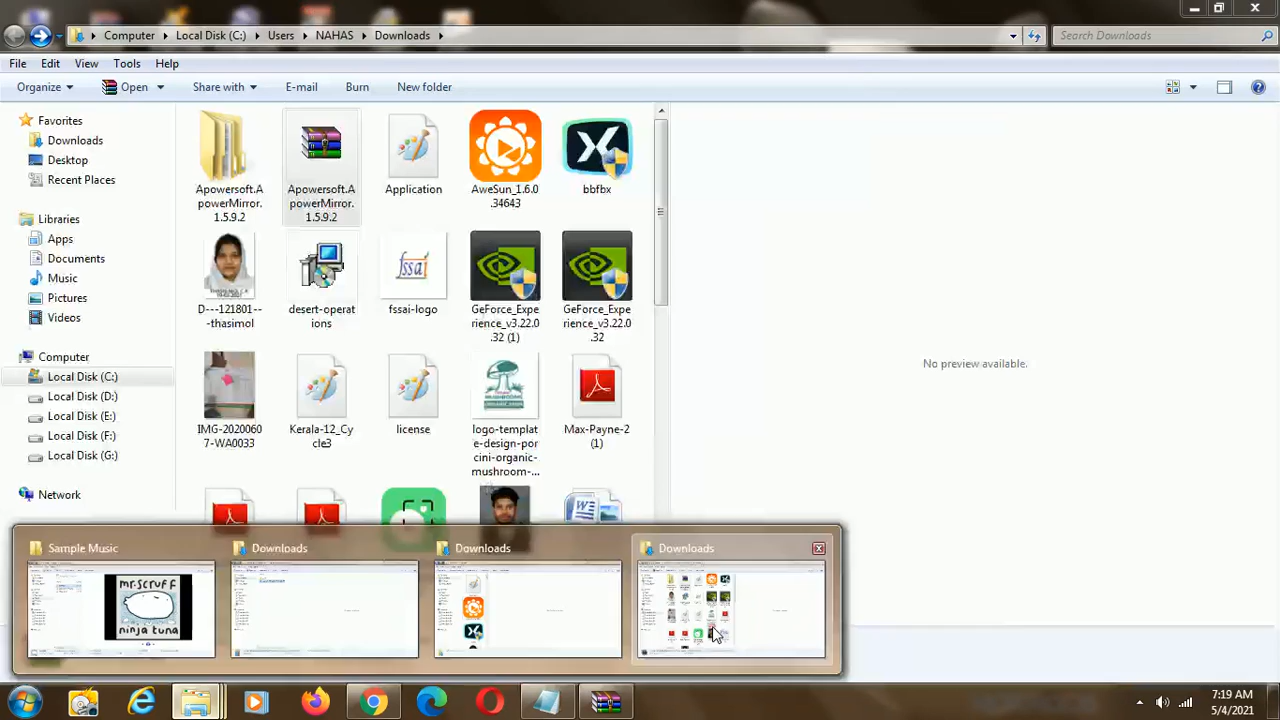 Computer
Local Disk (C:)
Users
NAHAS
Downloads
Search Downloads
File
Edit
View
Tools
Help
Organize
Open
Share with
E-mail
Burn
New folder
Favorites
Downloads
Desktop
Recent Places
Libraries
Apps
Documents
Music
Pictures
Videos
Computer
Local Disk (C:)
Local Disk (D:)
Local Disk (E:)
Local Disk (F:)
Local Disk (G:)
Network
Apowersoft.A
powerMirror.
1.5.9.2
Apowersoft.A
powerMirror.
1.5.9.2
Application
AweSun_1.6.0
.34643
bbfbx
D---121801--
-thasimol
desert-operat
ions
fssai
fssai-logo
GeForce_Expe
rience_v3.22.0
.32 (1)
GeForce_Expe
rience_v3.22.0
.32
IMG-2020060
7-WA0033
Kerala-12_Cy
cle3
license
logo-templat
e-design-por
cini-organic-
mushroom-...
Max-Payne-2
(1)
No preview available.
Sample Music
Downloads
Downloads
Downloads
mr.scruff
ninja tuna
7:19 AM
5/4/2021